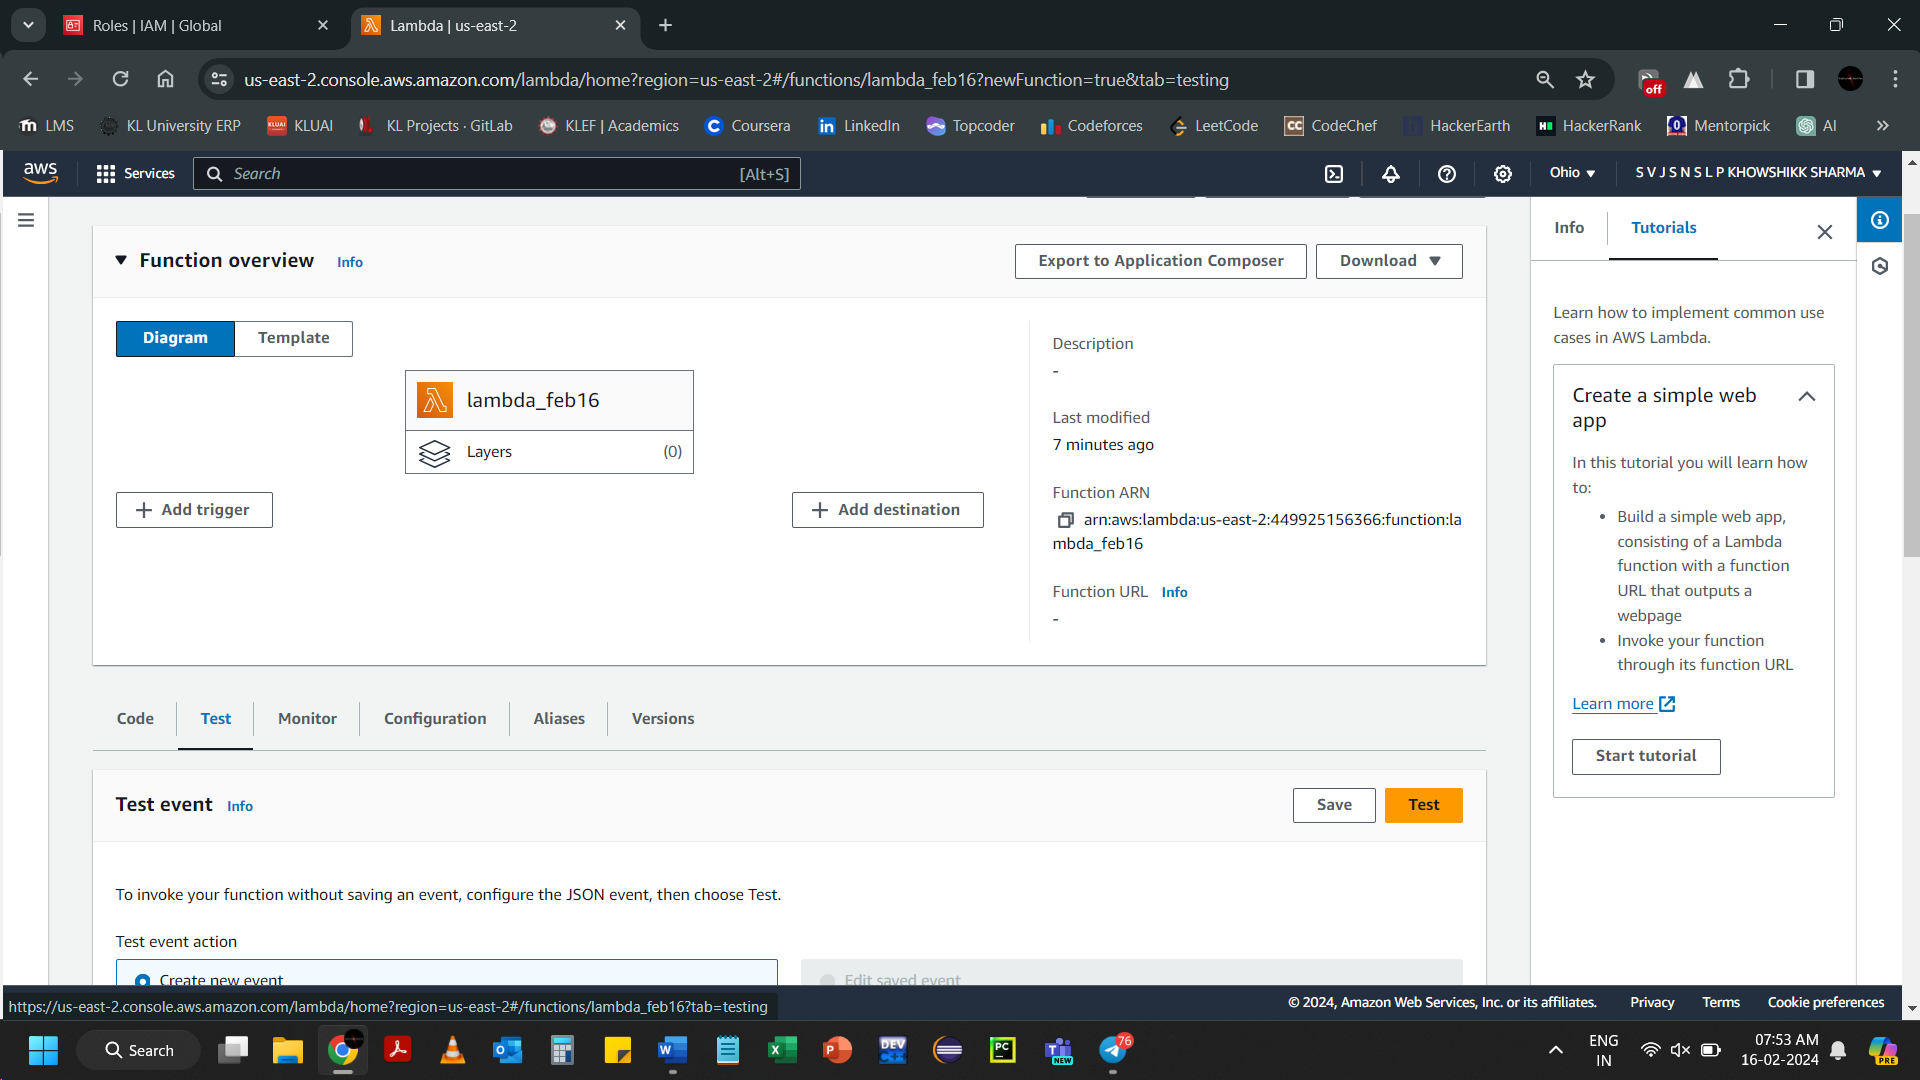 Roles | IAM | Global
Lambda | us-east-2
us-east-2.console.aws.amazon.com/lambda/home?region=us-east-2#/functions/lambda_feb16?newFunction=true&tab=testing
off
LMS
KL University ERP
KLUAI
KL Projects · GitLab
KLEF | Academics
Coursera
LinkedIn
Topcoder
Codeforces
LeetCode
CodeChef
HackerEarth
HackerRank
Mentorpick
AI
aws
Services
Search
[Alt+S]
Ohio
S V J S N S L P KHOWSHIKK SHARMA
Function overview
Info
Export to Application Composer
Download
Diagram
Template
lambda_feb16
Layers
(0)
Add trigger
Add destination
Description
-
Last modified
7 minutes ago
Function ARN
arn:aws:lambda:us-east-2:449925156366:function:la
mbda_feb16
Function URL Info
-
Info
Tutorials
Learn how to implement common use
cases in AWS Lambda.
Create a simple web
app
In this tutorial you will learn how
to:
• Build a simple web app,
consisting of a Lambda
function with a function
URL that outputs a
webpage
• Invoke your function
through its function URL
Learn more
Start tutorial
Code
Test
Monitor
Configuration
Aliases
Versions
Test event
Info
Save
Test
To invoke your function without saving an event, configure the JSON event, then choose Test.
Test event action
Create new event
Edit saved event
https://us-east-2.console.aws.amazon.com/lambda/home?region=us-east-2#/functions/lambda_feb16?tab=testing
© 2024, Amazon Web Services, Inc. or its affiliates.
Privacy
Terms
Cookie preferences
Search
DEV
PC
NEW
76
ENG
IN
07:53 AM
16-02-2024
PRE